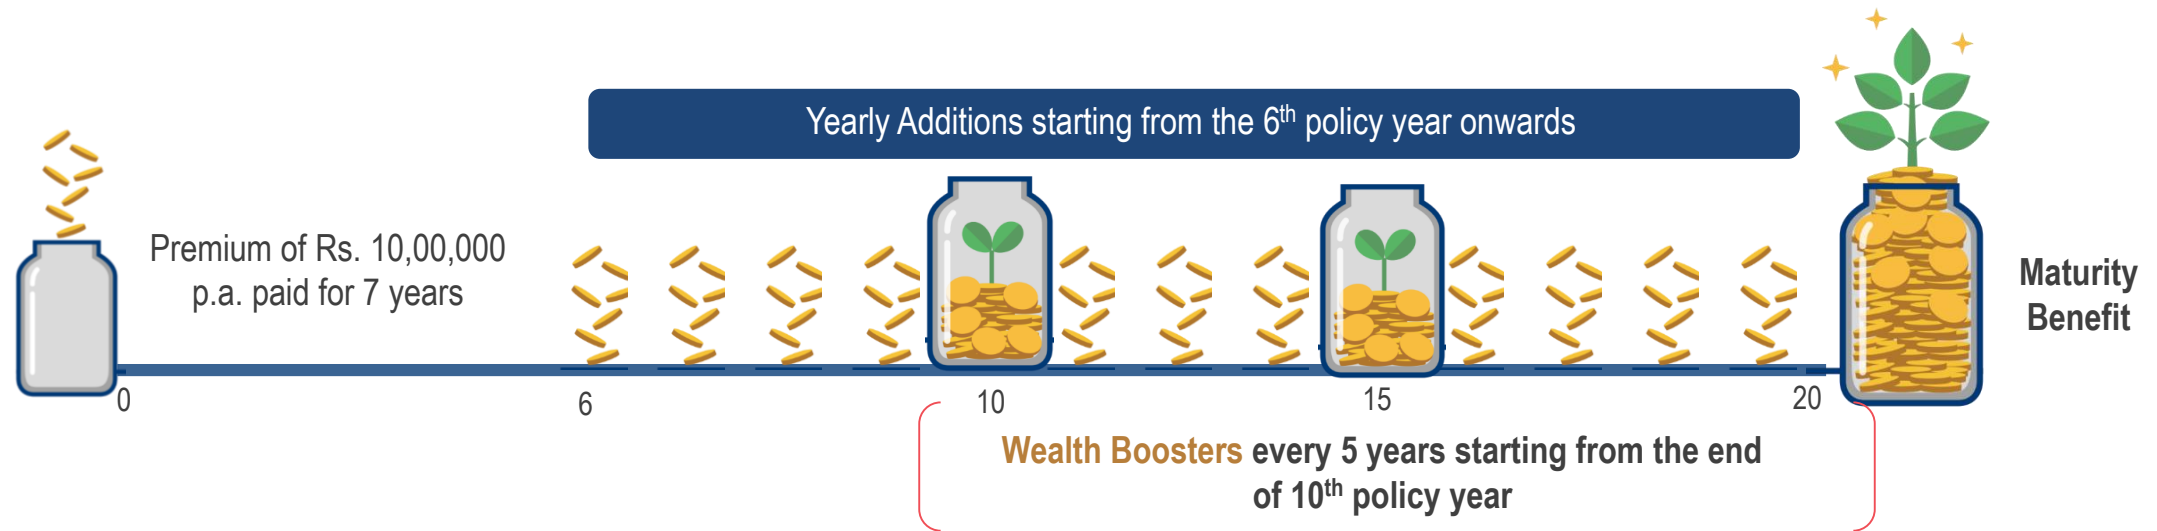 Yearly Additions starting from the 6th policy year onwards
Premium of Rs. 10,00,000
p.a. paid for 7 years
Maturity
Benefit
0
6
10
15
20
Wealth Boosters every 5 years starting from the end
of 10th policy year